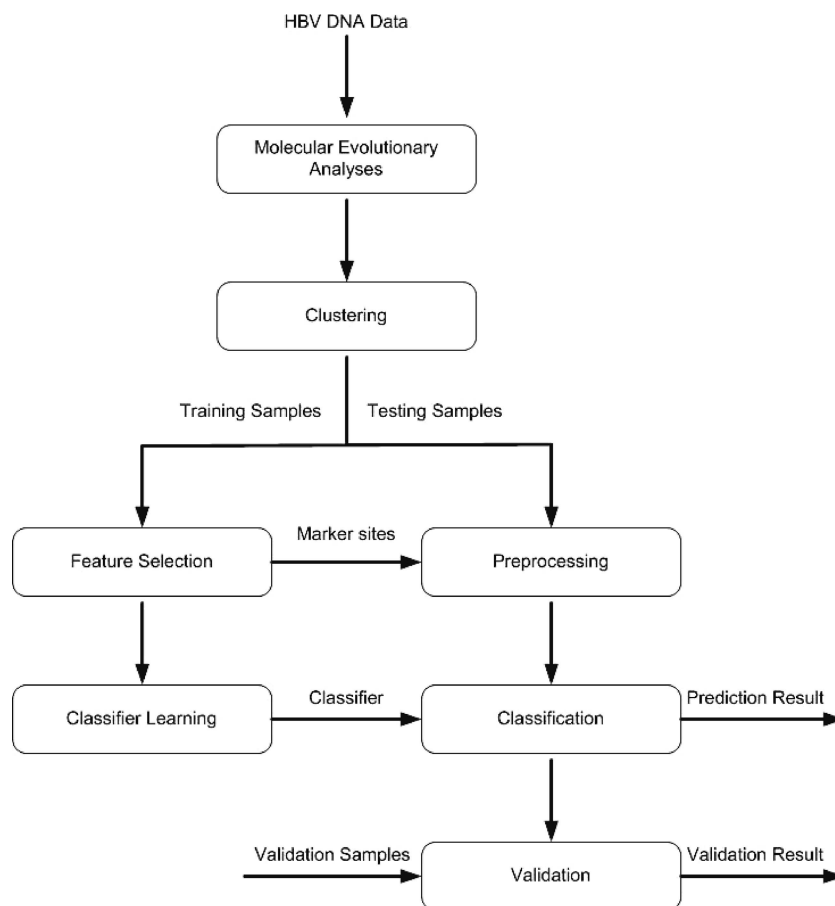 HBV DNA Data
Molecular Evolutionary
Analyses
Clustering
Training Samples
Testing Samples
Feature Selection
Marker sites
Preprocessing
Classifier Learning
Classifier
Classification
Prediction Result
Validation Samples
Validation
Validation Result